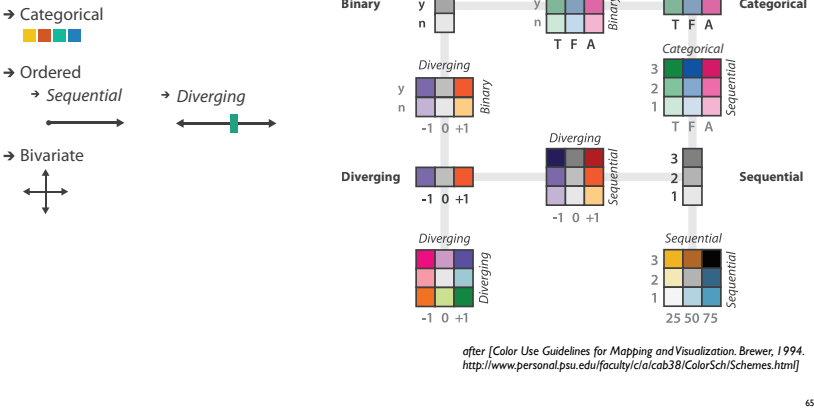 → Categorical
→ Ordered
→ Sequential
→ Diverging
→ Bivariate
Binary
y
n
y
n
Binary
T F A
T F A
Categorical
Diverging
y
n
Binary
-1 0 +1
Categorical
3
2
1
Sequential
T F A
Diverging
-1 0 +1
Diverging
Sequential
-1 0 +1
3
2
1
Sequential
Diverging
Diverging
-1 0 +1
Sequential
3
2
1
Sequential
25 50 75
after [Color Use Guidelines for Mapping and Visualization. Brewer, 1994.
http://www.personal.psu.edu/faculty/c/a/cab38/ColorSch/Schemes.html]
65